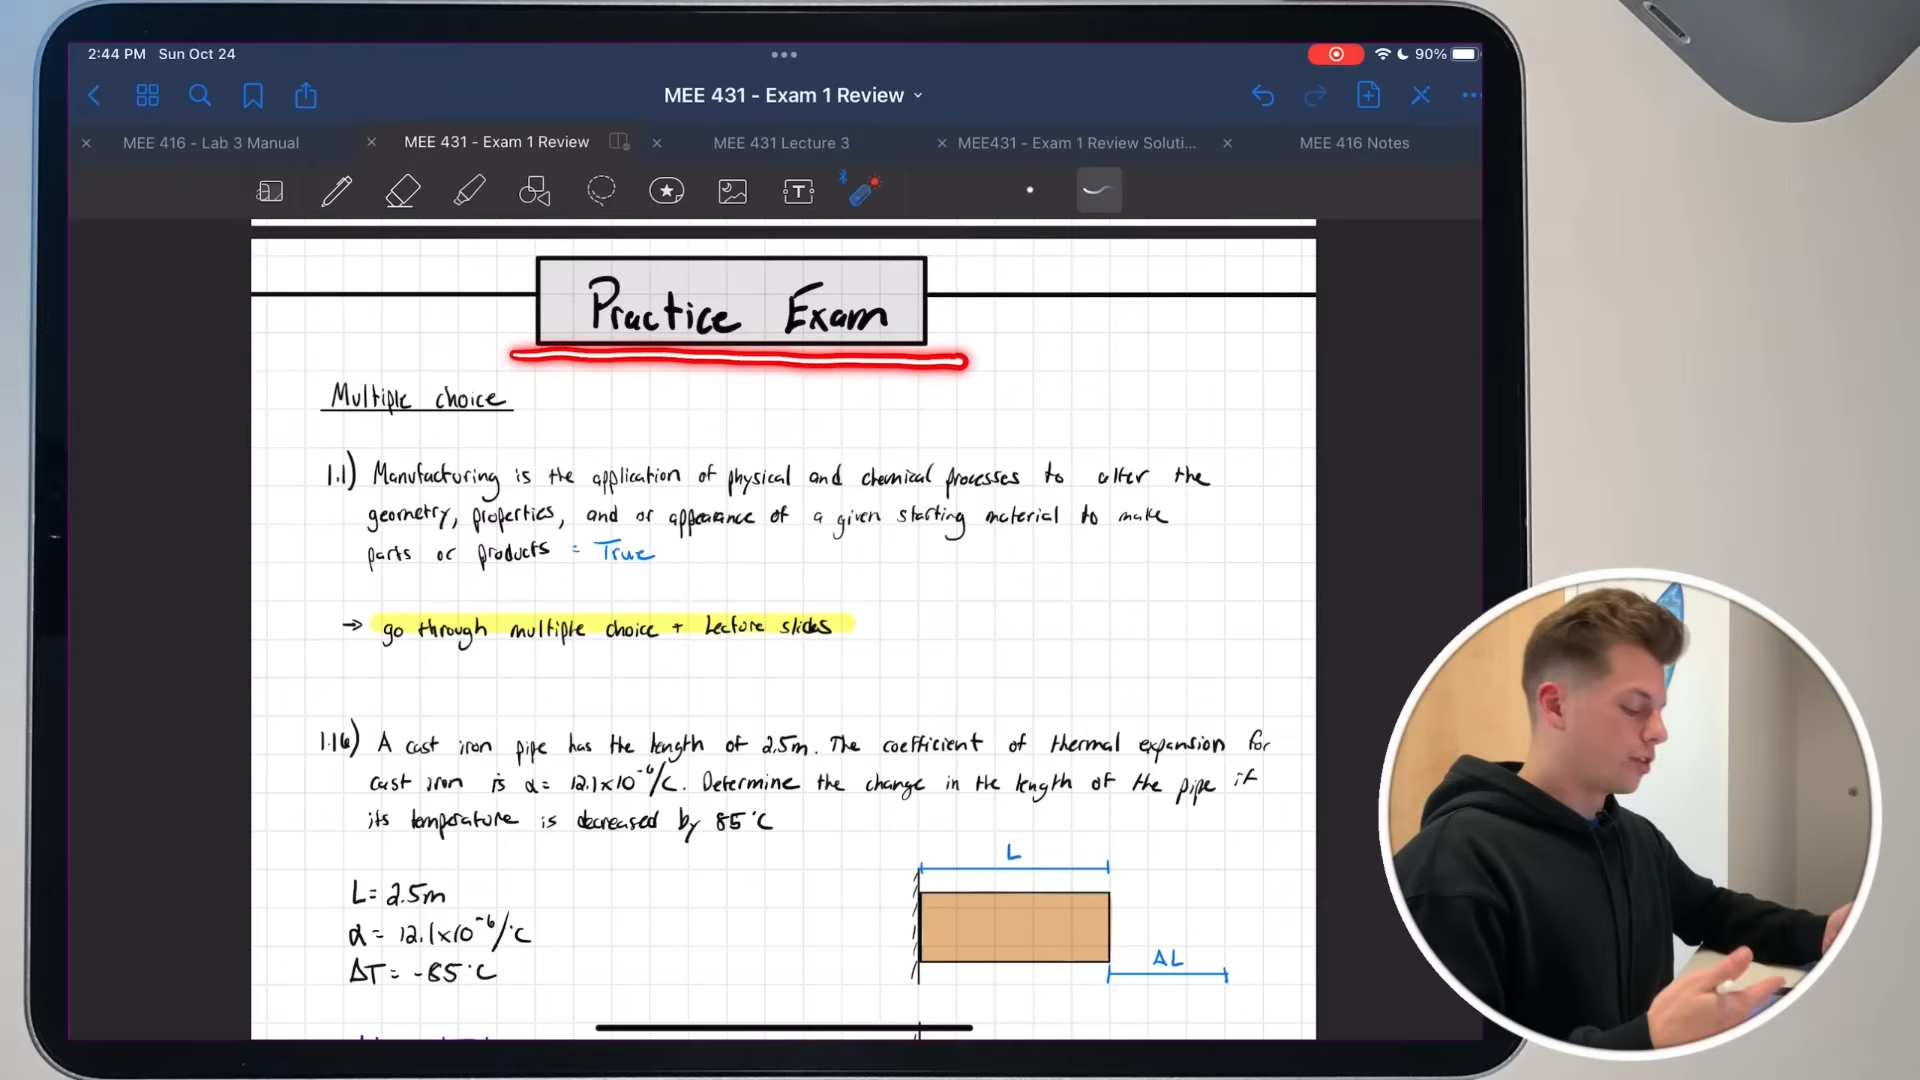 2:44 PM Sun Oct 24
90%
MEE 431 - Exam 1 Review
MEE 416 - Lab 3 Manual
MEE 431 - Exam 1 Review
MEE 431 Lecture 3
MEE431 - Exam 1 Review Soluti...
MEE 416 Notes
Practice Exam
Multiple choice
1.1) Manufacturing is the application of physical and chemical processes to alter the
geometry, properties, and or appearance of a given starting material to make
parts or products = True
→ go through multiple choice + Lecture slides
1.16) A cast iron pipe has the length of 2.5m. The coefficient of thermal expansion for
cast iron is α = 12.1x10⁻⁶/C. Determine the change in the length of the pipe if
its temperature is decreased by 85°C
L
L = 2.5m
α = 12.1x10⁻⁶/°C
ΔL
ΔT = -85°C